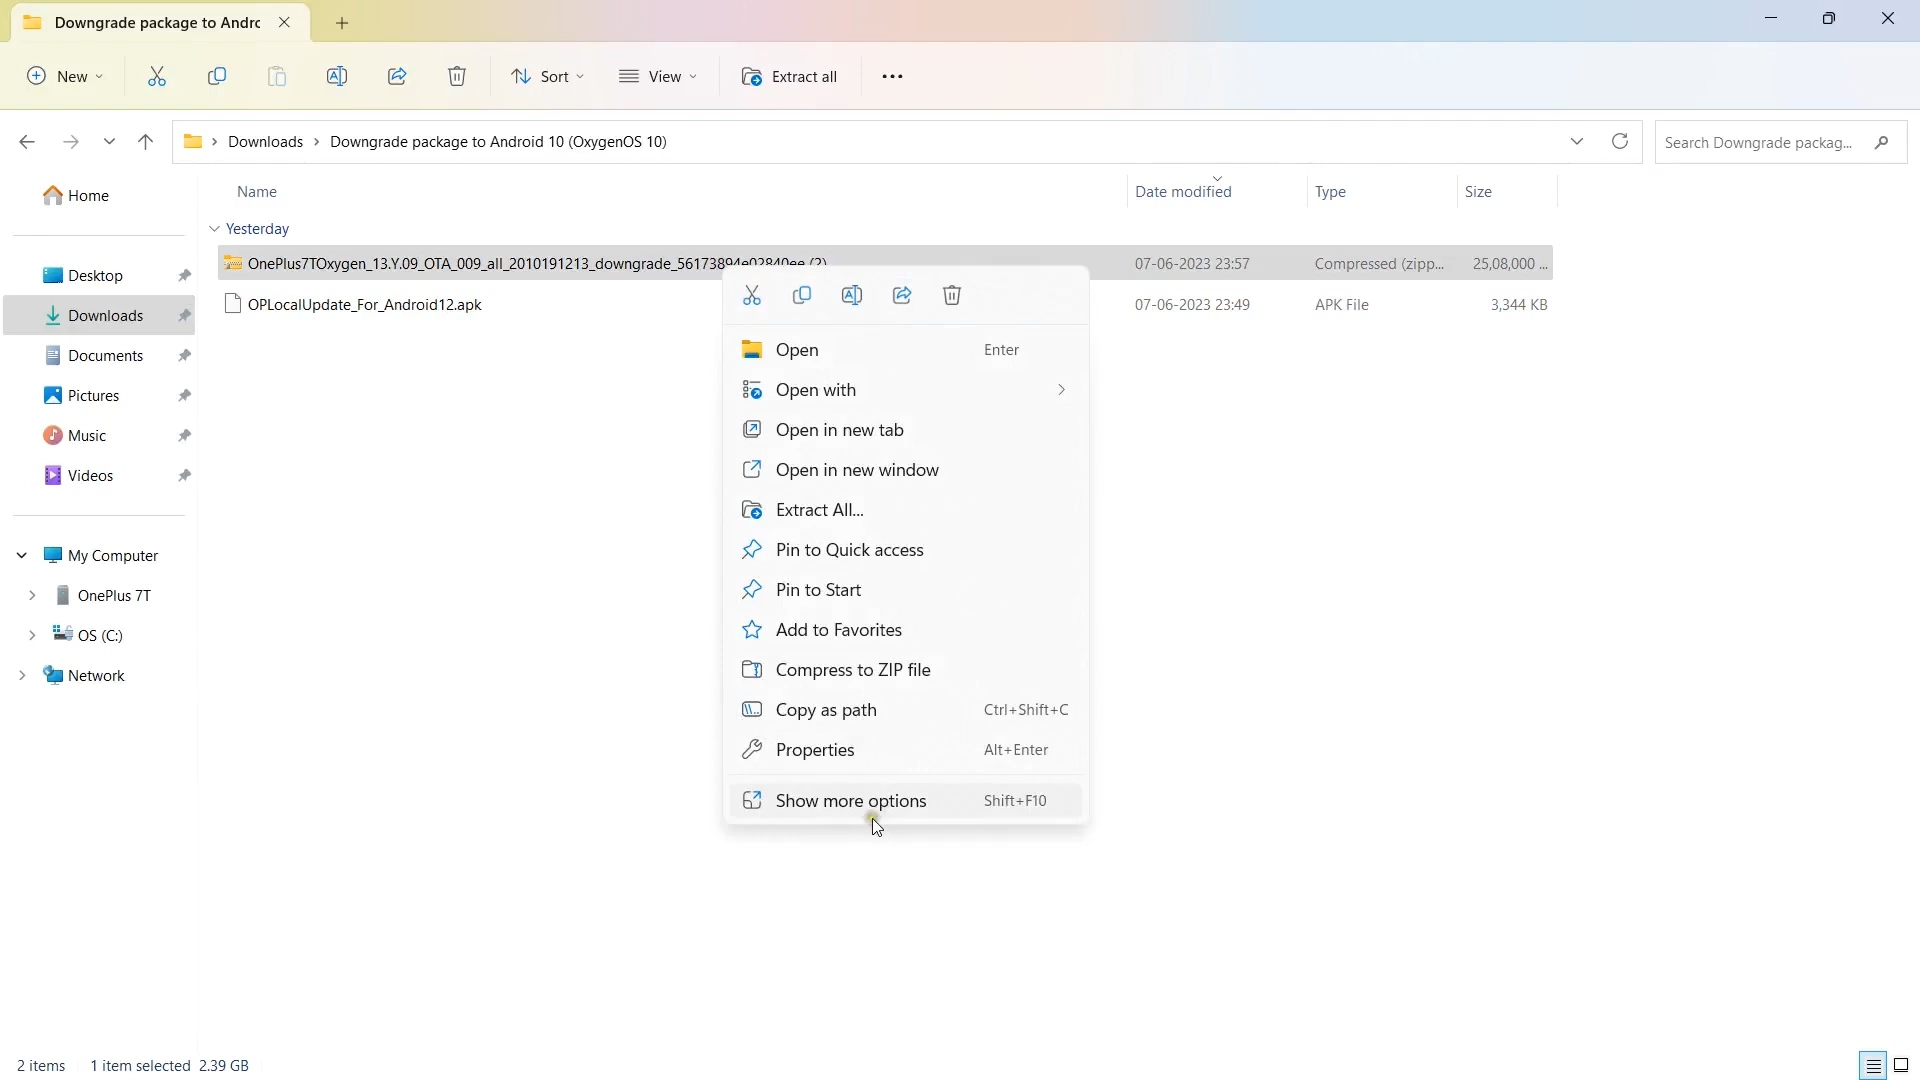 Downgrade package to Andrc
New
Sort
View
Extract all
Downloads
Downgrade package to Android 10 (OxygenOS 10)
Search Downgrade packag...
Home
Desktop
Downloads
Documents
Pictures
Music
Videos
My Computer
OnePlus 7T
OS (C:)
Network
Name
Date modified
Type
Size
Yesterday
OnePlus7TOxygen_13.Y.09_OTA_009_all_2010191213_downgrade_56173894e02840ee (2)
07-06-2023 23:57
Compressed (zipp...
25,08,000 ...
OPLocalUpdate_For_Android12.apk
07-06-2023 23:49
APK File
3,344 KB
Open
Enter
Open with
Open in new tab
Open in new window
Extract All...
Pin to Quick access
Pin to Start
Add to Favorites
Compress to ZIP file
Copy as path
Ctrl+Shift+C
Properties
Alt+Enter
Show more options
Shift+F10
2 items
1 item selected 2.39 GB